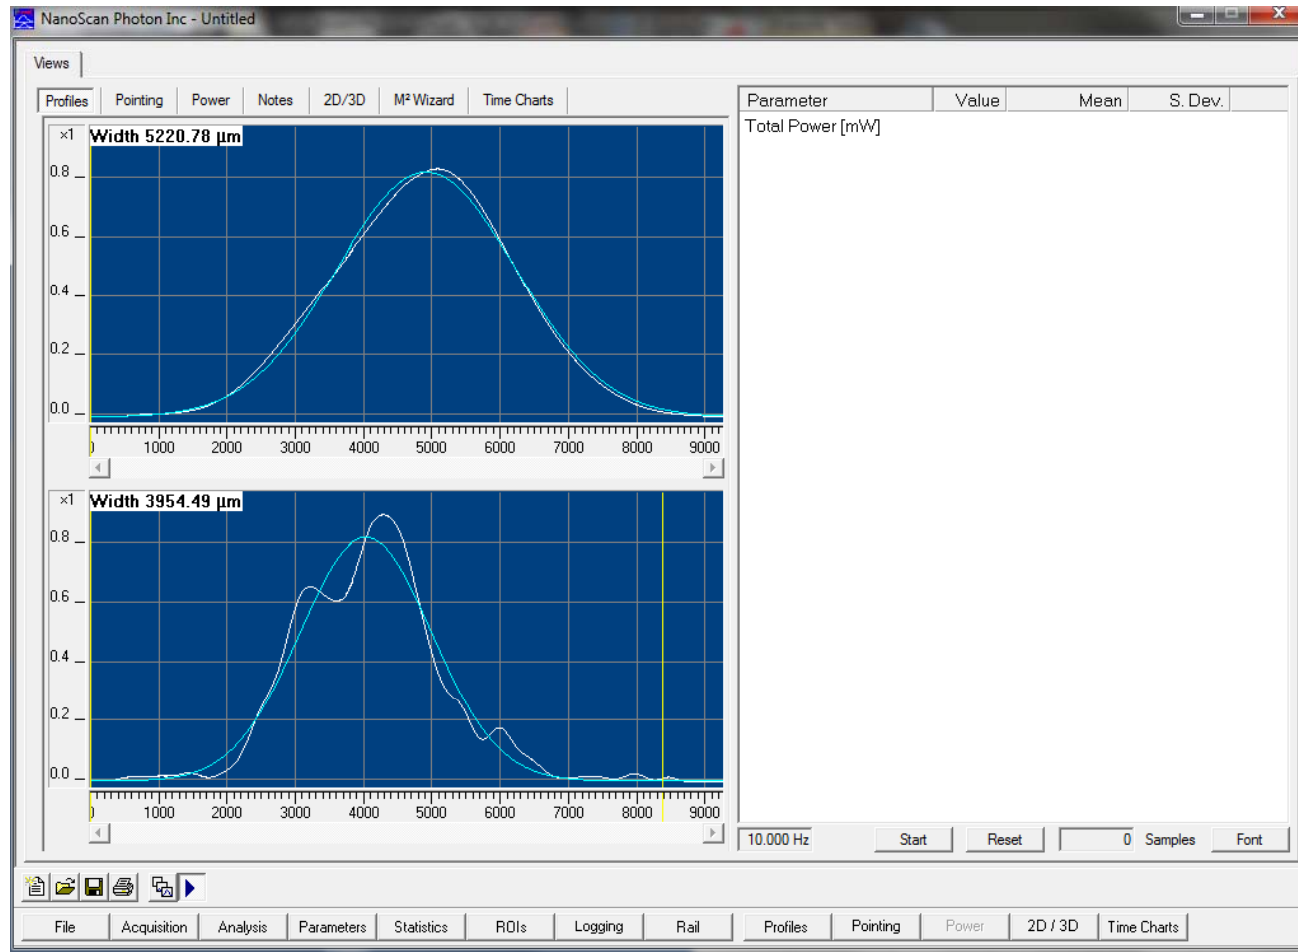 NanoScan Photon Inc - Untitled
Views
Profiles Pointing Power Notes 2D/3D M² Wizard Time Charts
×1 Width 5220.78 µm
0.8
0.6
0.4
0.2
0.0
0 1000 2000 3000 4000 5000 6000 7000 8000 9000
×1 Width 3954.49 µm
0.8
0.6
0.4
0.2
0.0
0 1000 2000 3000 4000 5000 6000 7000 8000 9000
Parameter Value Mean S. Dev.
Total Power [mW]
10.000 Hz Start Reset 0 Samples Font
File Acquisition Analysis Parameters Statistics ROIs Logging Rail Profiles Pointing Power 2D / 3D Time Charts